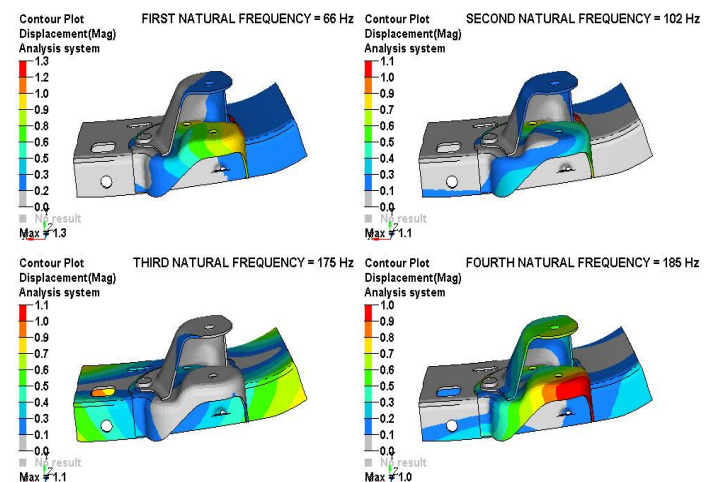 Contour Plot
FIRST NATURAL FREQUENCY = 66 Hz
Displacement(Mag)
Analysis system
1.3
1.2
1.0
0.9
0.8
0.6
0.5
0.3
0.2
0.0
No result
Max = 1.3
Contour Plot
SECOND NATURAL FREQUENCY = 102 Hz
Displacement(Mag)
Analysis system
1.1
1.0
0.9
0.8
0.6
0.5
0.4
0.2
0.1
0.0
No result
Max = 1.1
Contour Plot
THIRD NATURAL FREQUENCY = 175 Hz
Displacement(Mag)
Analysis system
1.1
1.0
0.9
0.7
0.6
0.5
0.4
0.2
0.1
0.0
No result
Max = 1.1
Contour Plot
FOURTH NATURAL FREQUENCY = 185 Hz
Displacement(Mag)
Analysis system
1.0
0.9
0.8
0.7
0.6
0.5
0.3
0.2
0.1
0.0
No result
Max = 1.0